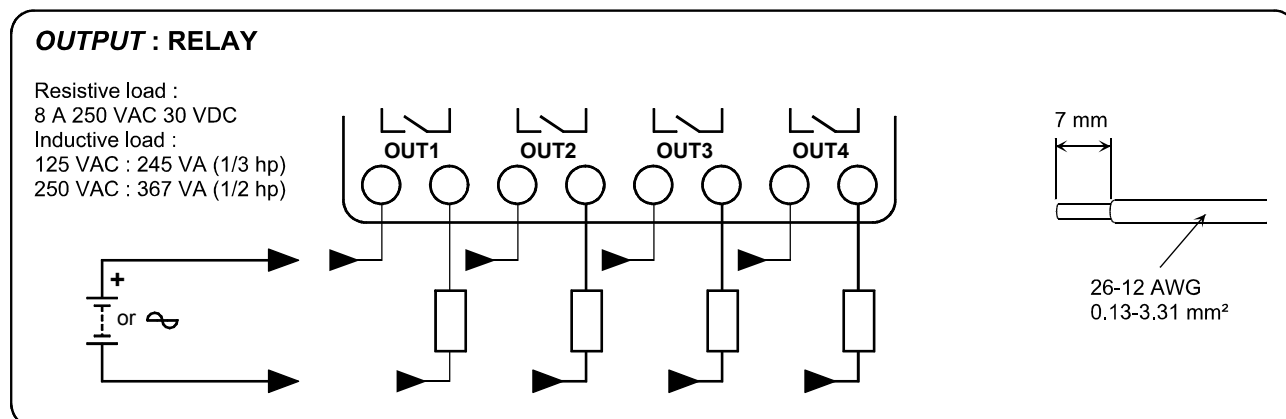 OUTPUT : RELAY
Resistive load :
8 A 250 VAC 30 VDC
Inductive load :
125 VAC : 245 VA (1/3 hp)
250 VAC : 367 VA (1/2 hp)
OUT1 OUT2 OUT3 OUT4
+
or
7 mm
26-12 AWG
0.13-3.31 mm²